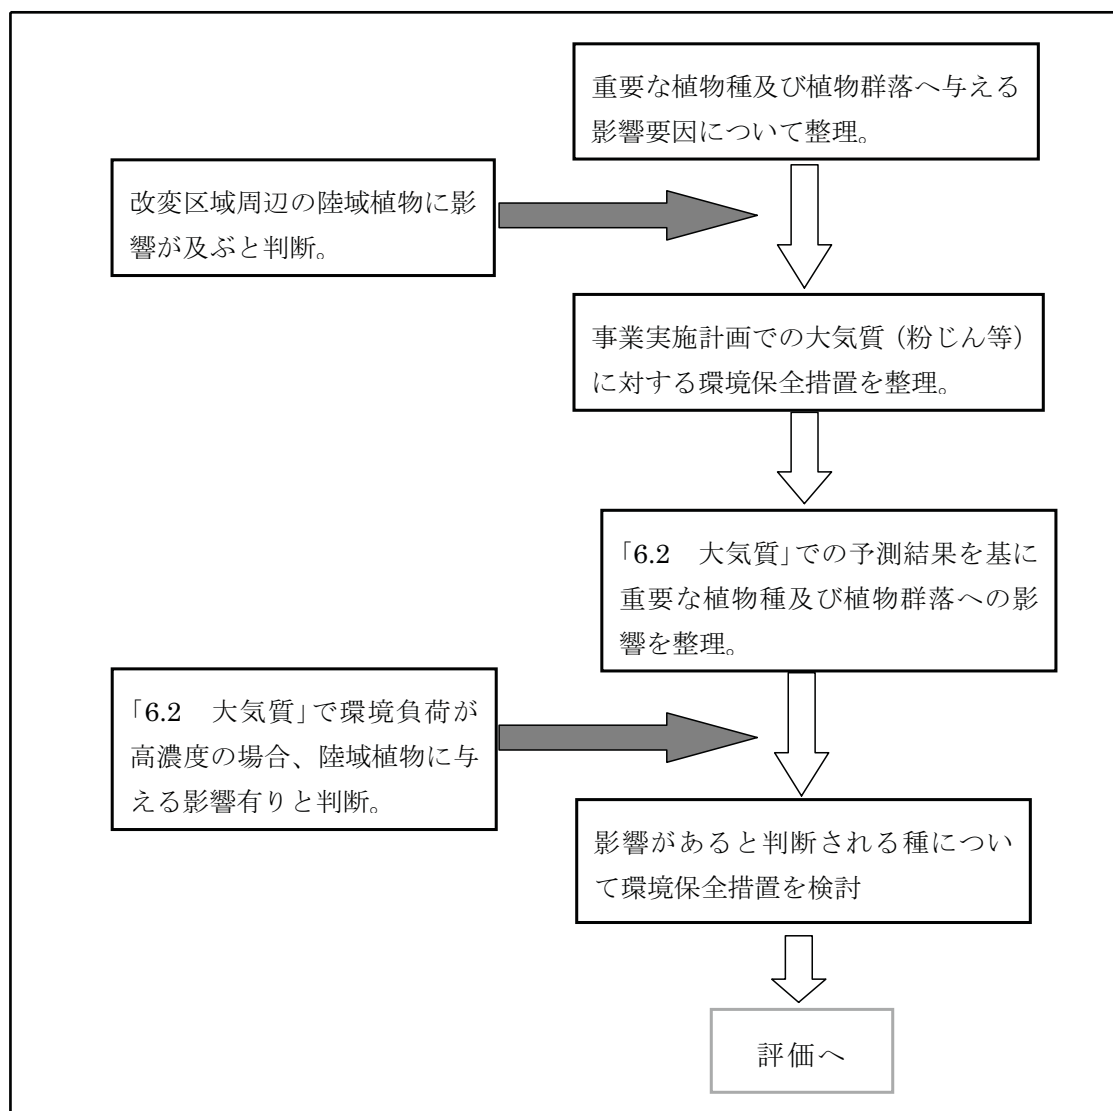 重要な植物種及び植物群落へ与える
影響要因について整理。
改変区域周辺の陸域植物に影
響が及ぶと判断。
事業実施計画での大気質（粉じん等）
に対する環境保全措置を整理。
「6.2　大気質」での予測結果を基に
重要な植物種及び植物群落への影
響を整理。
「6.2　大気質」で環境負荷が
高濃度の場合、陸域植物に与
える影響有りと判断。
影響があると判断される種につい
て環境保全措置を検討
評価へ